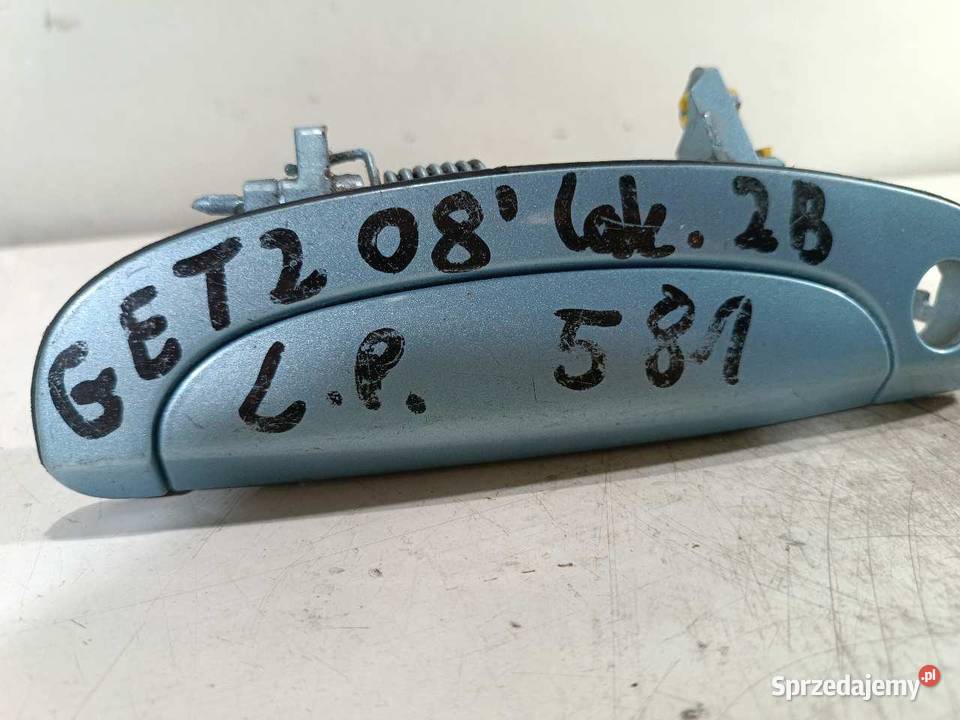 GETZ 08' Lak. 2B
L.P. 581
Sprzedajemy.pl